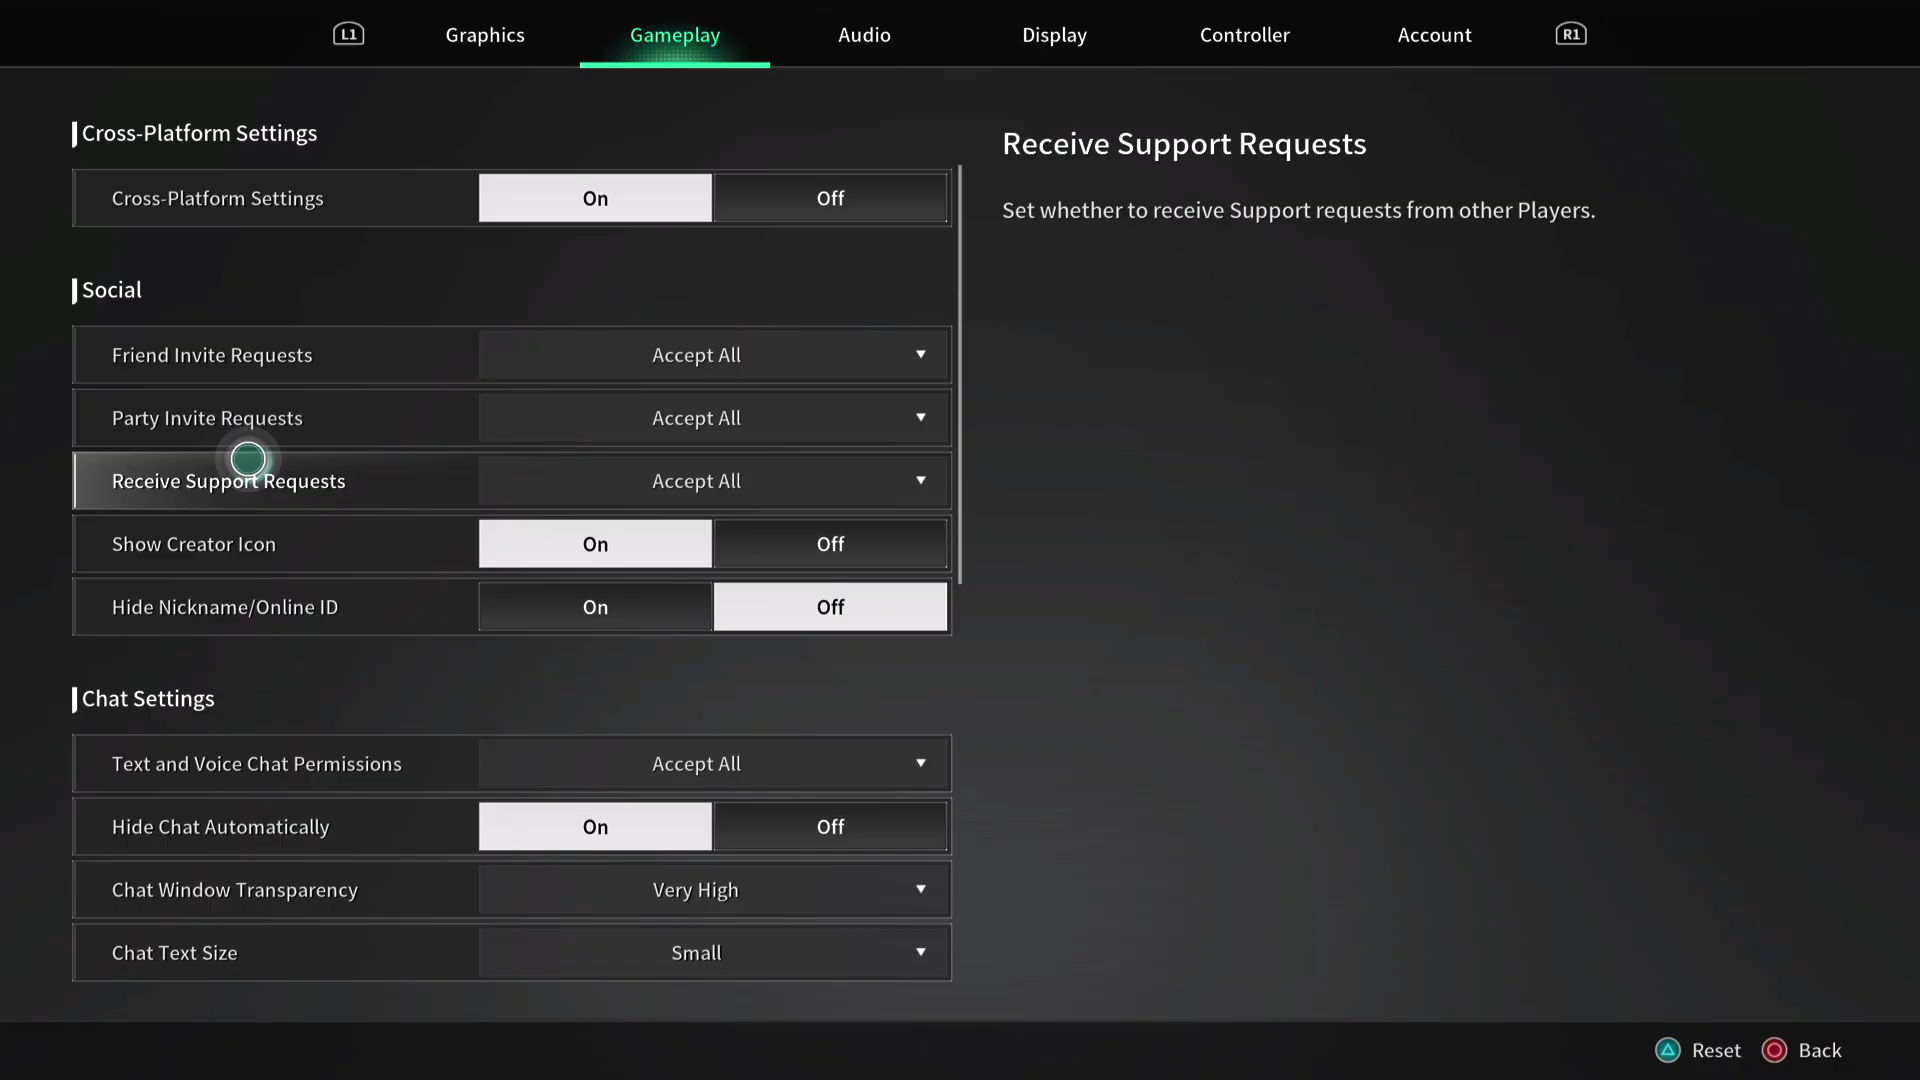 L1 Graphics Gameplay Audio Display Controller Account R1
Cross-Platform Settings
Cross-Platform Settings On Off
Social
Friend Invite Requests Accept All
Party Invite Requests Accept All
Receive Support Requests Accept All
Show Creator Icon On Off
Hide Nickname/Online ID On Off
Chat Settings
Text and Voice Chat Permissions Accept All
Hide Chat Automatically On Off
Chat Window Transparency Very High
Chat Text Size Small
Receive Support Requests
Set whether to receive Support requests from other Players.
Reset Back